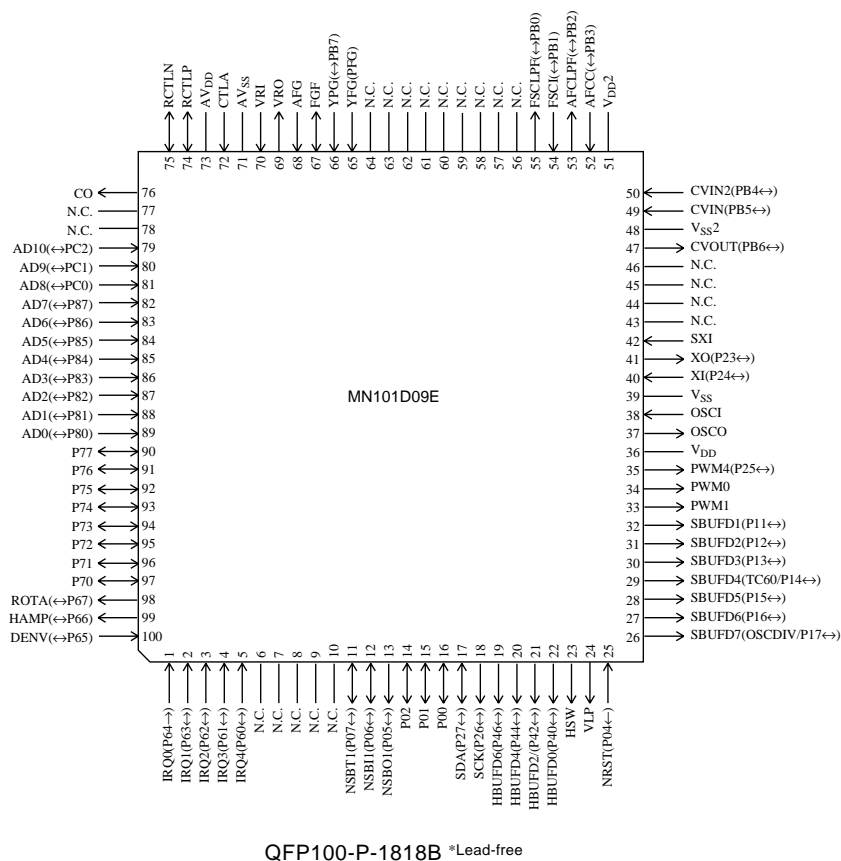 RCTLN
RCTLP
AVDD
CTLA
AVSS
VRI
VRO
AFG
FGF
YPG(↔PB7)
YFG(PFG)
N.C.
N.C.
N.C.
N.C.
N.C.
N.C.
N.C.
N.C.
N.C.
FSCLPF(↔PB0)
FSCI(↔PB1)
AFCLPF(↔PB2)
AFCC(↔PB3)
VDD2
75 74 73 72 71 70 69 68 67 66 65 64 63 62 61 60 59 58 57 56 55 54 53 52 51
CO 76
N.C. 77
N.C. 78
AD10(↔PC2) 79
AD9(↔PC1) 80
AD8(↔PC0) 81
AD7(↔P87) 82
AD6(↔P86) 83
AD5(↔P85) 84
AD4(↔P84) 85
AD3(↔P83) 86
AD2(↔P82) 87
AD1(↔P81) 88
AD0(↔P80) 89
P77 90
P76 91
P75 92
P74 93
P73 94
P72 95
P71 96
P70 97
ROTA(↔P67) 98
HAMP(↔P66) 99
DENV(↔P65) 100
MN101D09E
50 CVIN2(PB4↔)
49 CVIN(PB5↔)
48 VSS2
47 CVOUT(PB6↔)
46 N.C.
45 N.C.
44 N.C.
43 N.C.
42 SXI
41 XO(P23↔)
40 XI(P24↔)
39 VSS
38 OSCI
37 OSCO
36 VDD
35 PWM4(P25↔)
34 PWM0
33 PWM1
32 SBUFD1(P11↔)
31 SBUFD2(P12↔)
30 SBUFD3(P13↔)
29 SBUFD4(TC60/P14↔)
28 SBUFD5(P15↔)
27 SBUFD6(P16↔)
26 SBUFD7(OSCDIV/P17↔)
1 2 3 4 5 6 7 8 9 10 11 12 13 14 15 16 17 18 19 20 21 22 23 24 25
IRQ0(P64↔)
IRQ1(P63↔)
IRQ2(P62↔)
IRQ3(P61↔)
IRQ4(P60↔)
N.C.
N.C.
N.C.
N.C.
N.C.
NSBT1(P07↔)
NSBI1(P06↔)
NSBO1(P05↔)
P02
P01
P00
SDA(P27↔)
SCK(P26↔)
HBUFD6(P46↔)
HBUFD4(P44↔)
HBUFD2/(P42↔)
HBUFD0(P40↔)
HSW
VLP
NRST(P04←)
QFP100-P-1818B *Lead-free